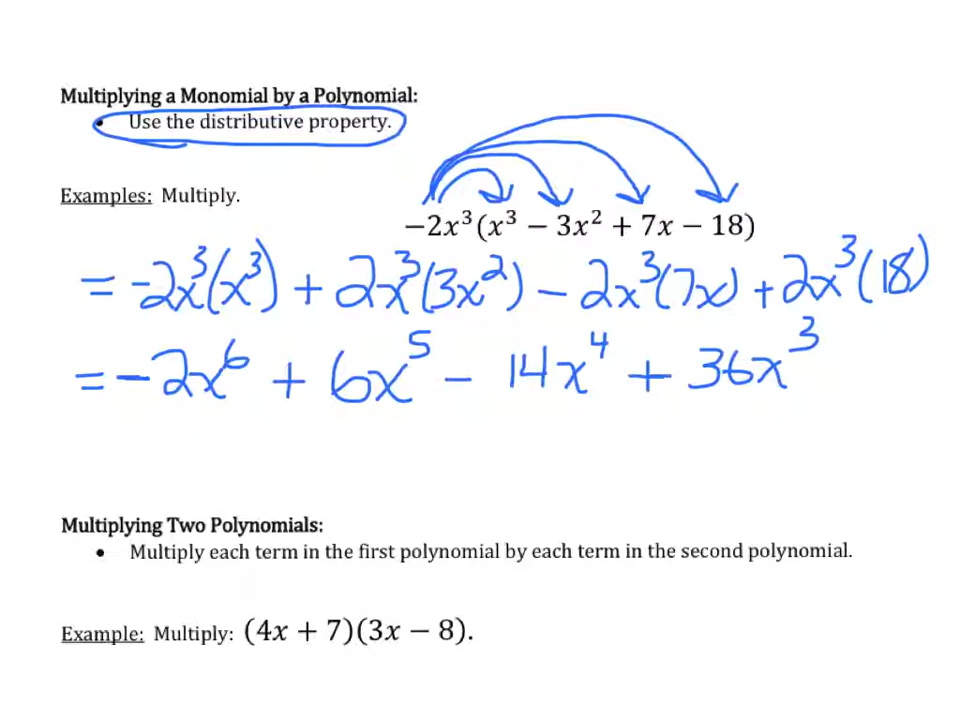 Multiplying a Monomial by a Polynomial:
• Use the distributive property.
Examples: Multiply.
−2x³(x³ − 3x² + 7x − 18)
= -2x³(x³) + 2x³(3x²) − 2x³(7x) + 2x³(18)
= -2x⁶ + 6x⁵ − 14x⁴ + 36x³
Multiplying Two Polynomials:
• Multiply each term in the first polynomial by each term in the second polynomial.
Example: Multiply: (4x + 7)(3x − 8).